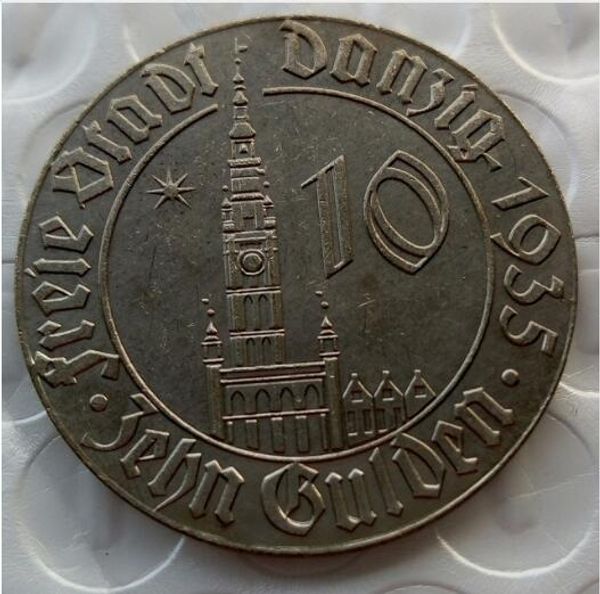 Freie Stadt Danzig · 1935 ·
Zehn Gulden ·
10